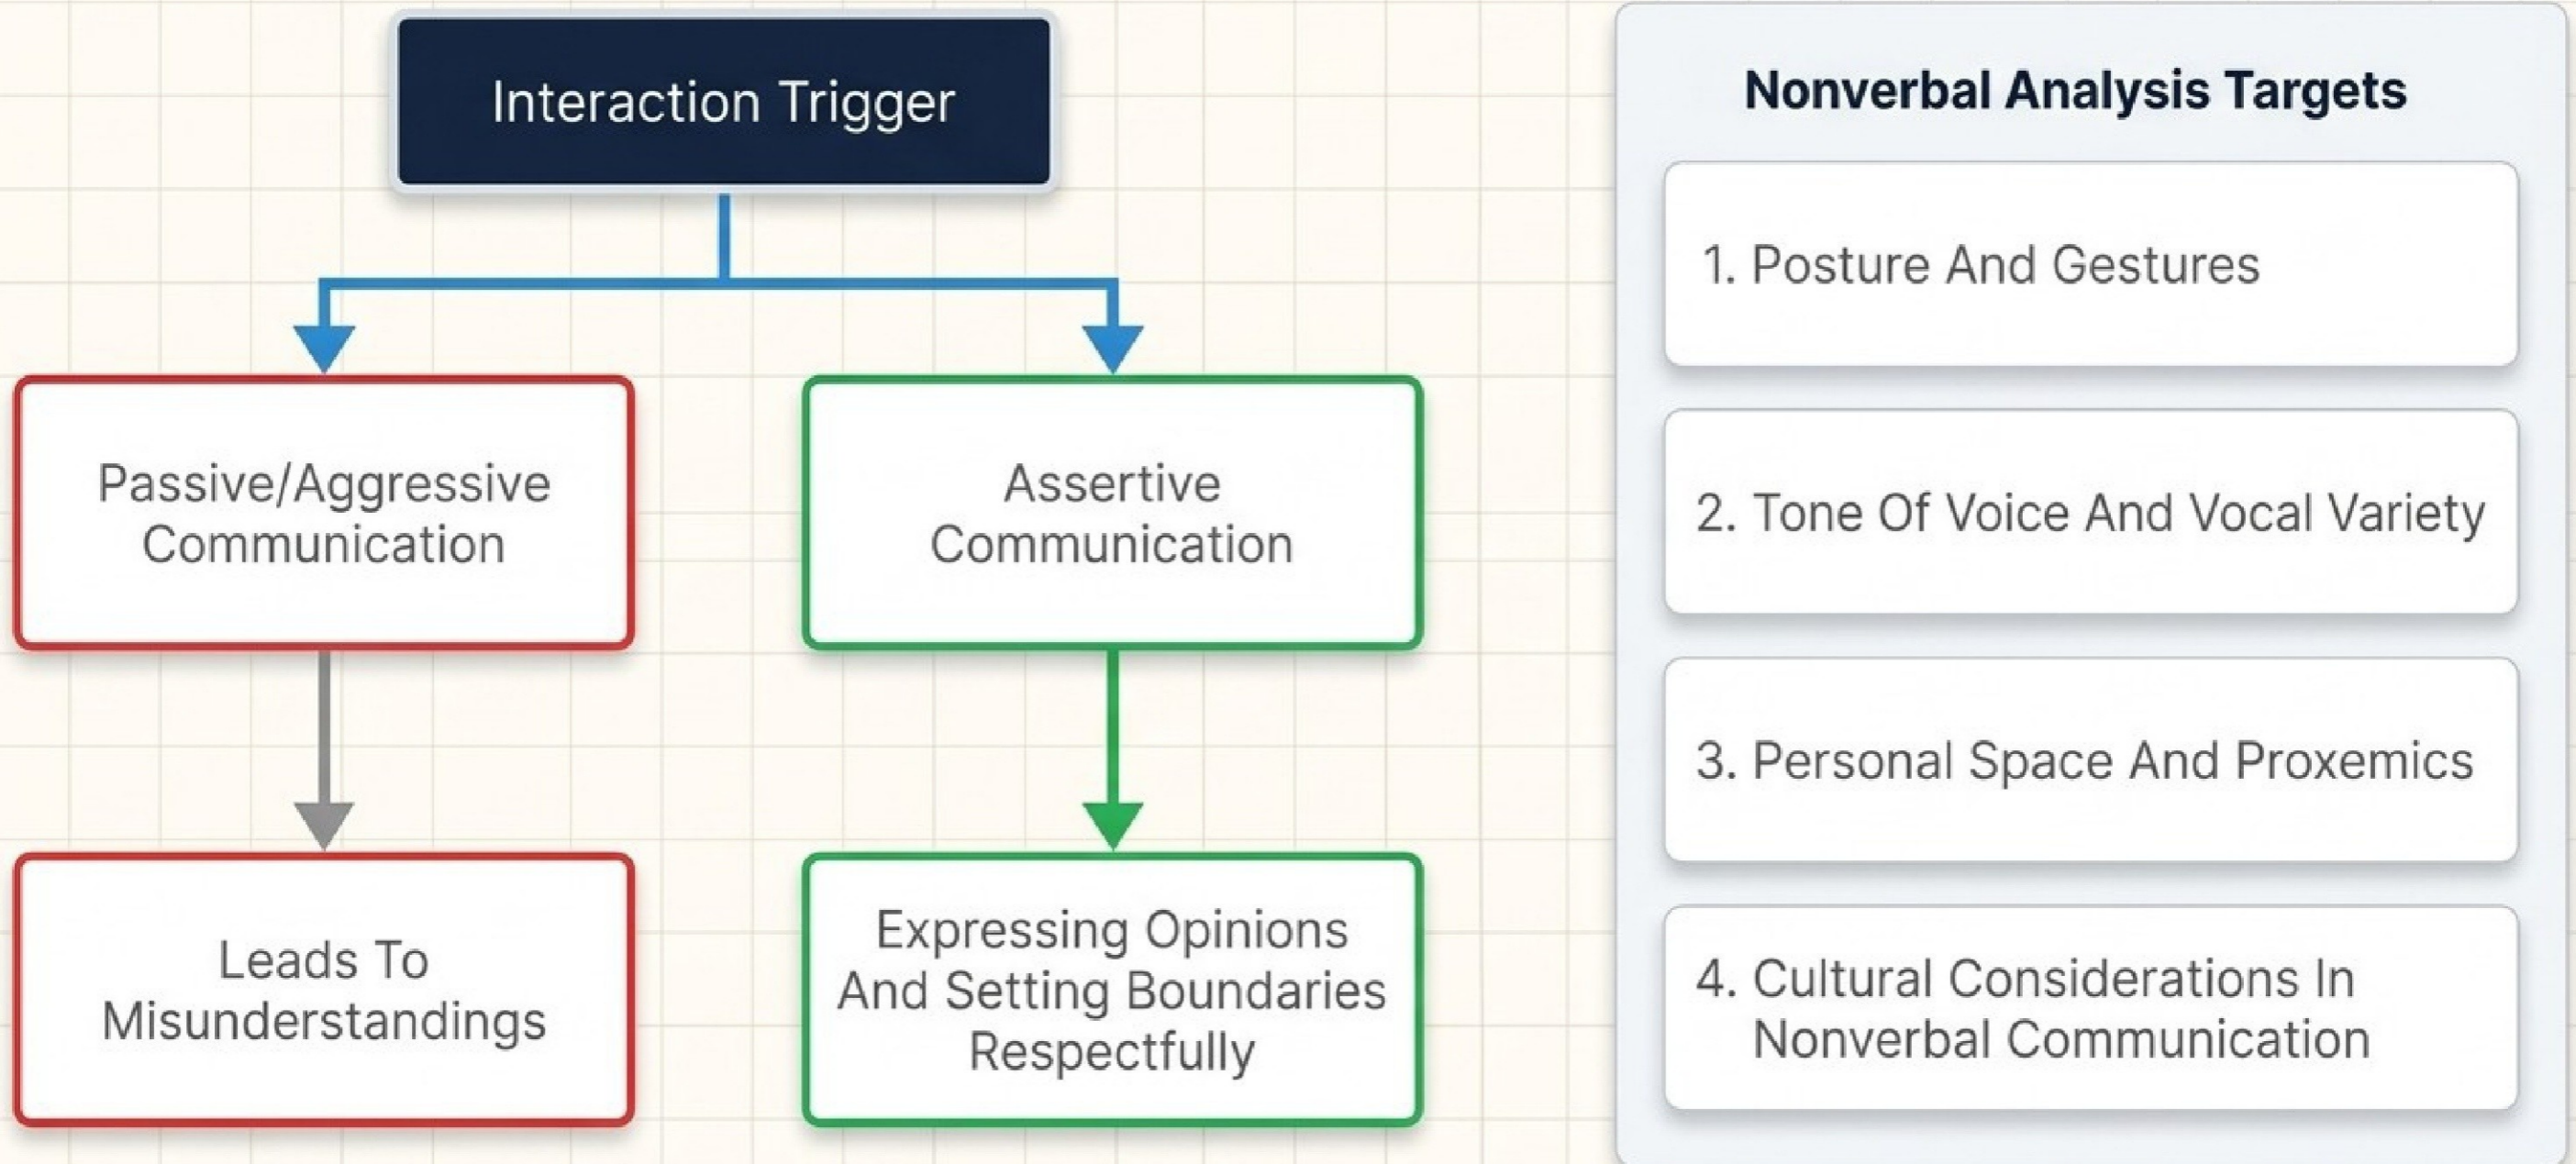 Interaction Trigger
Passive/Aggressive
Communication
Assertive
Communication
Leads To
Misunderstandings
Expressing Opinions
And Setting Boundaries
Respectfully
Nonverbal Analysis Targets
1. Posture And Gestures
2. Tone Of Voice And Vocal Variety
3. Personal Space And Proxemics
4. Cultural Considerations In
Nonverbal Communication